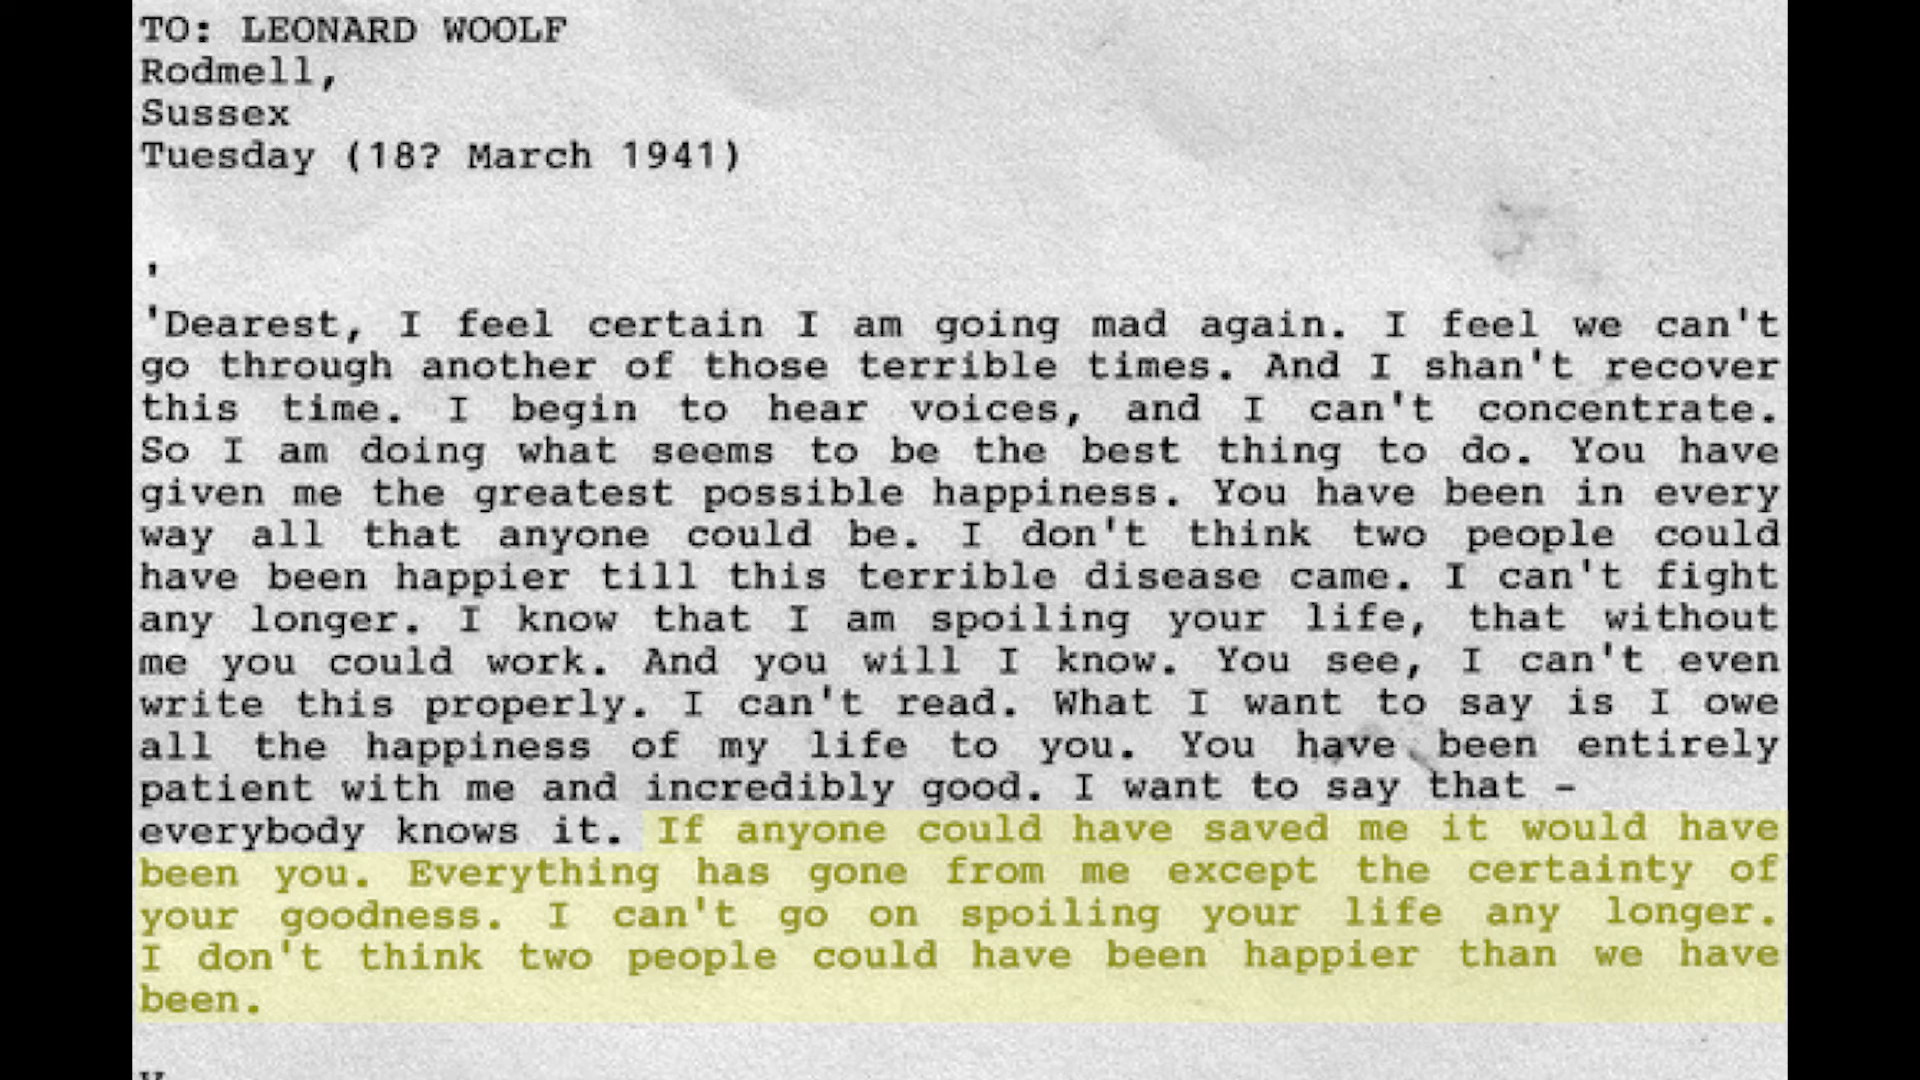 TO: LEONARD WOOLF
Rodmell,
Sussex
Tuesday (18? March 1941)
'
'Dearest, I feel certain I am going mad again. I feel we can't
go through another of those terrible times. And I shan't recover
this time. I begin to hear voices, and I can't concentrate.
So I am doing what seems to be the best thing to do. You have
given me the greatest possible happiness. You have been in every
way all that anyone could be. I don't think two people could
have been happier till this terrible disease came. I can't fight
any longer. I know that I am spoiling your life, that without
me you could work. And you will I know. You see, I can't even
write this properly. I can't read. What I want to say is I owe
all the happiness of my life to you. You have been entirely
patient with me and incredibly good. I want to say that –
everybody knows it. If anyone could have saved me it would have
been you. Everything has gone from me except the certainty of
your goodness. I can't go on spoiling your life any longer.
I don't think two people could have been happier than we have
been.